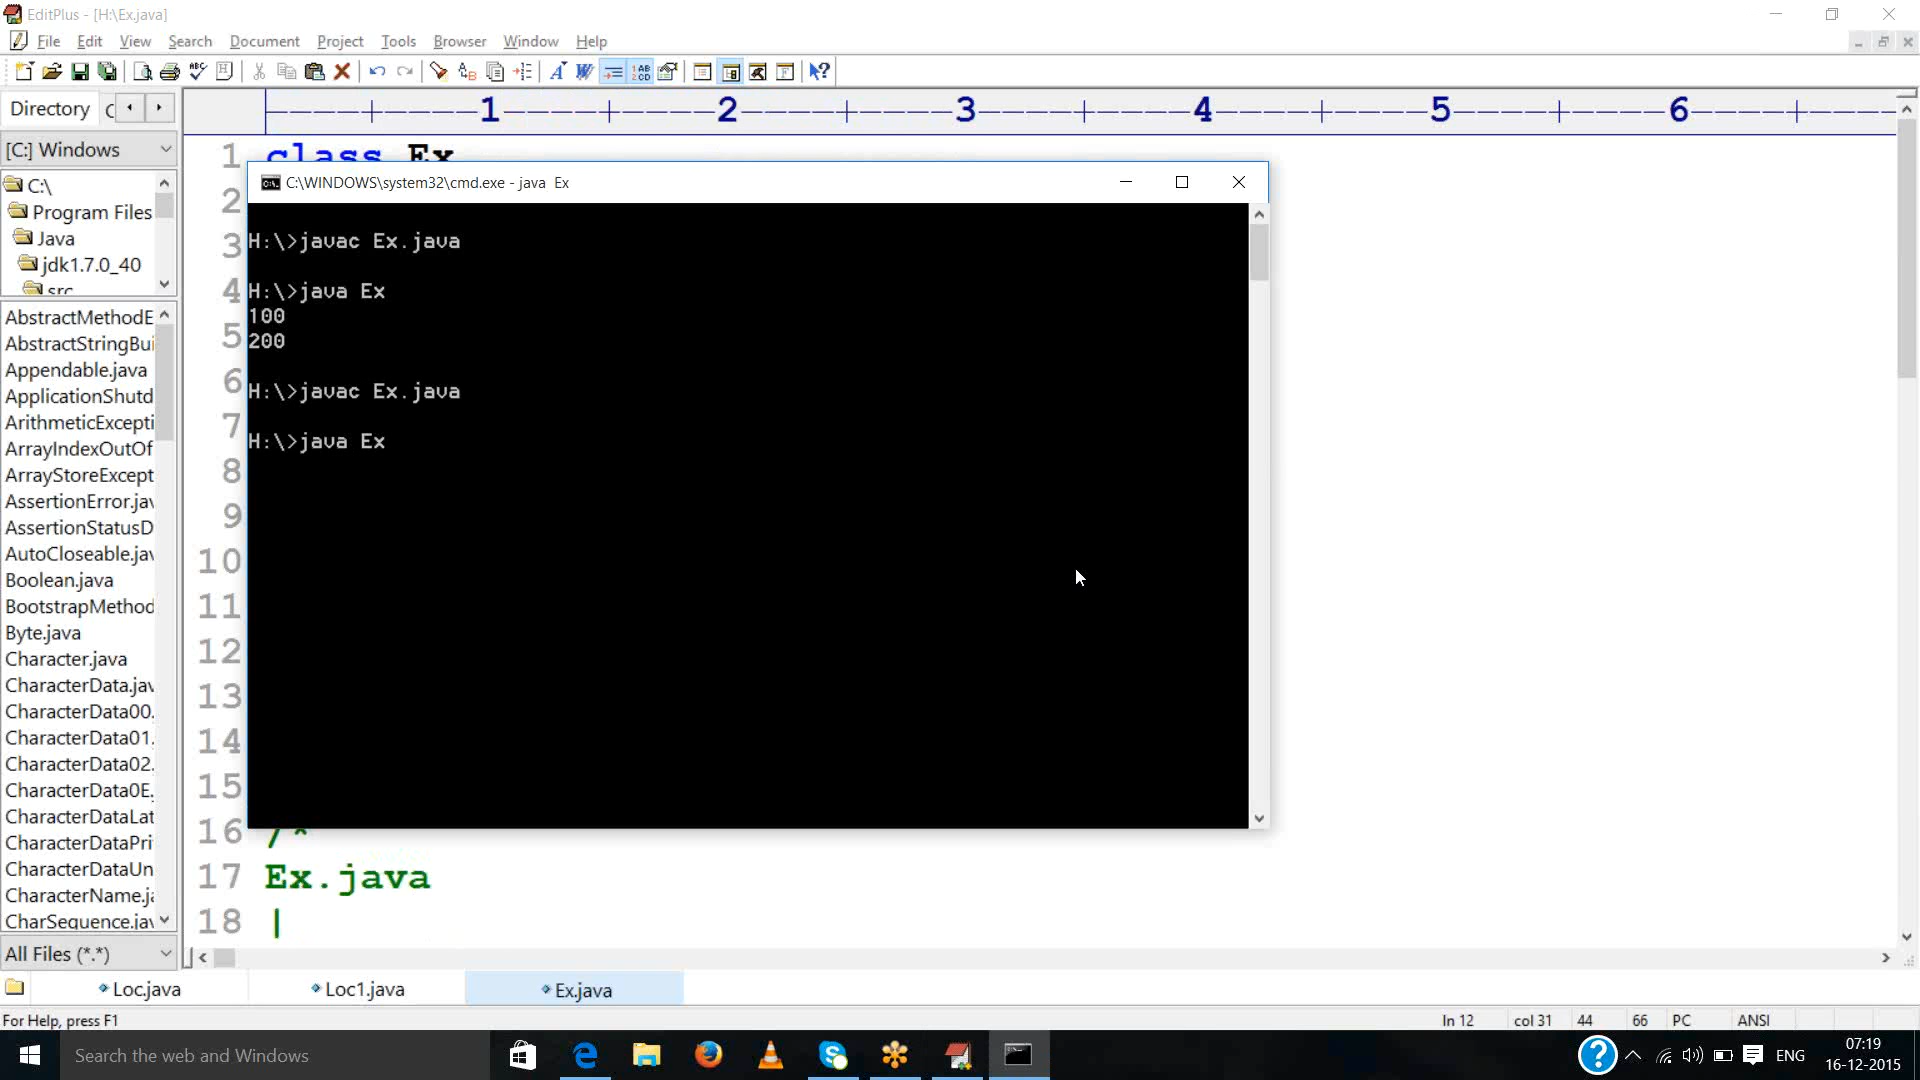 EditPlus - [H:\Ex.java]
File Edit View Search Document Project Tools Browser Window Help
Directory
1 2 3 4 5 6
[C:] Windows
C:\
Program Files
Java
jdk1.7.0_40
src
AbstractMethodE
AbstractStringBui
Appendable.java
ApplicationShutd
ArithmeticExcepti
ArrayIndexOutOf
ArrayStoreExcept
AssertionError.jav
AssertionStatusD
AutoCloseable.jav
Boolean.java
BootstrapMethod
Byte.java
Character.java
CharacterData.jav
CharacterData00.
CharacterData01.
CharacterData02.
CharacterData0E.
CharacterDataLat
CharacterDataPri
CharacterDataUn
CharacterName.ja
CharSequence.jav
All Files (*.*)
1 class Ex
2
3
4
5
6
7
8
9
10
11
12
13
14
15
16 /*
17 Ex.java
18
C:\WINDOWS\system32\cmd.exe - java Ex
H:\>javac Ex.java
H:\>java Ex
100
200
H:\>javac Ex.java
H:\>java Ex
Loc.java Loc1.java Ex.java
For Help, press F1 ln 12 col 31 44 66 PC ANSI
Search the web and Windows
ENG
07:19
16-12-2015